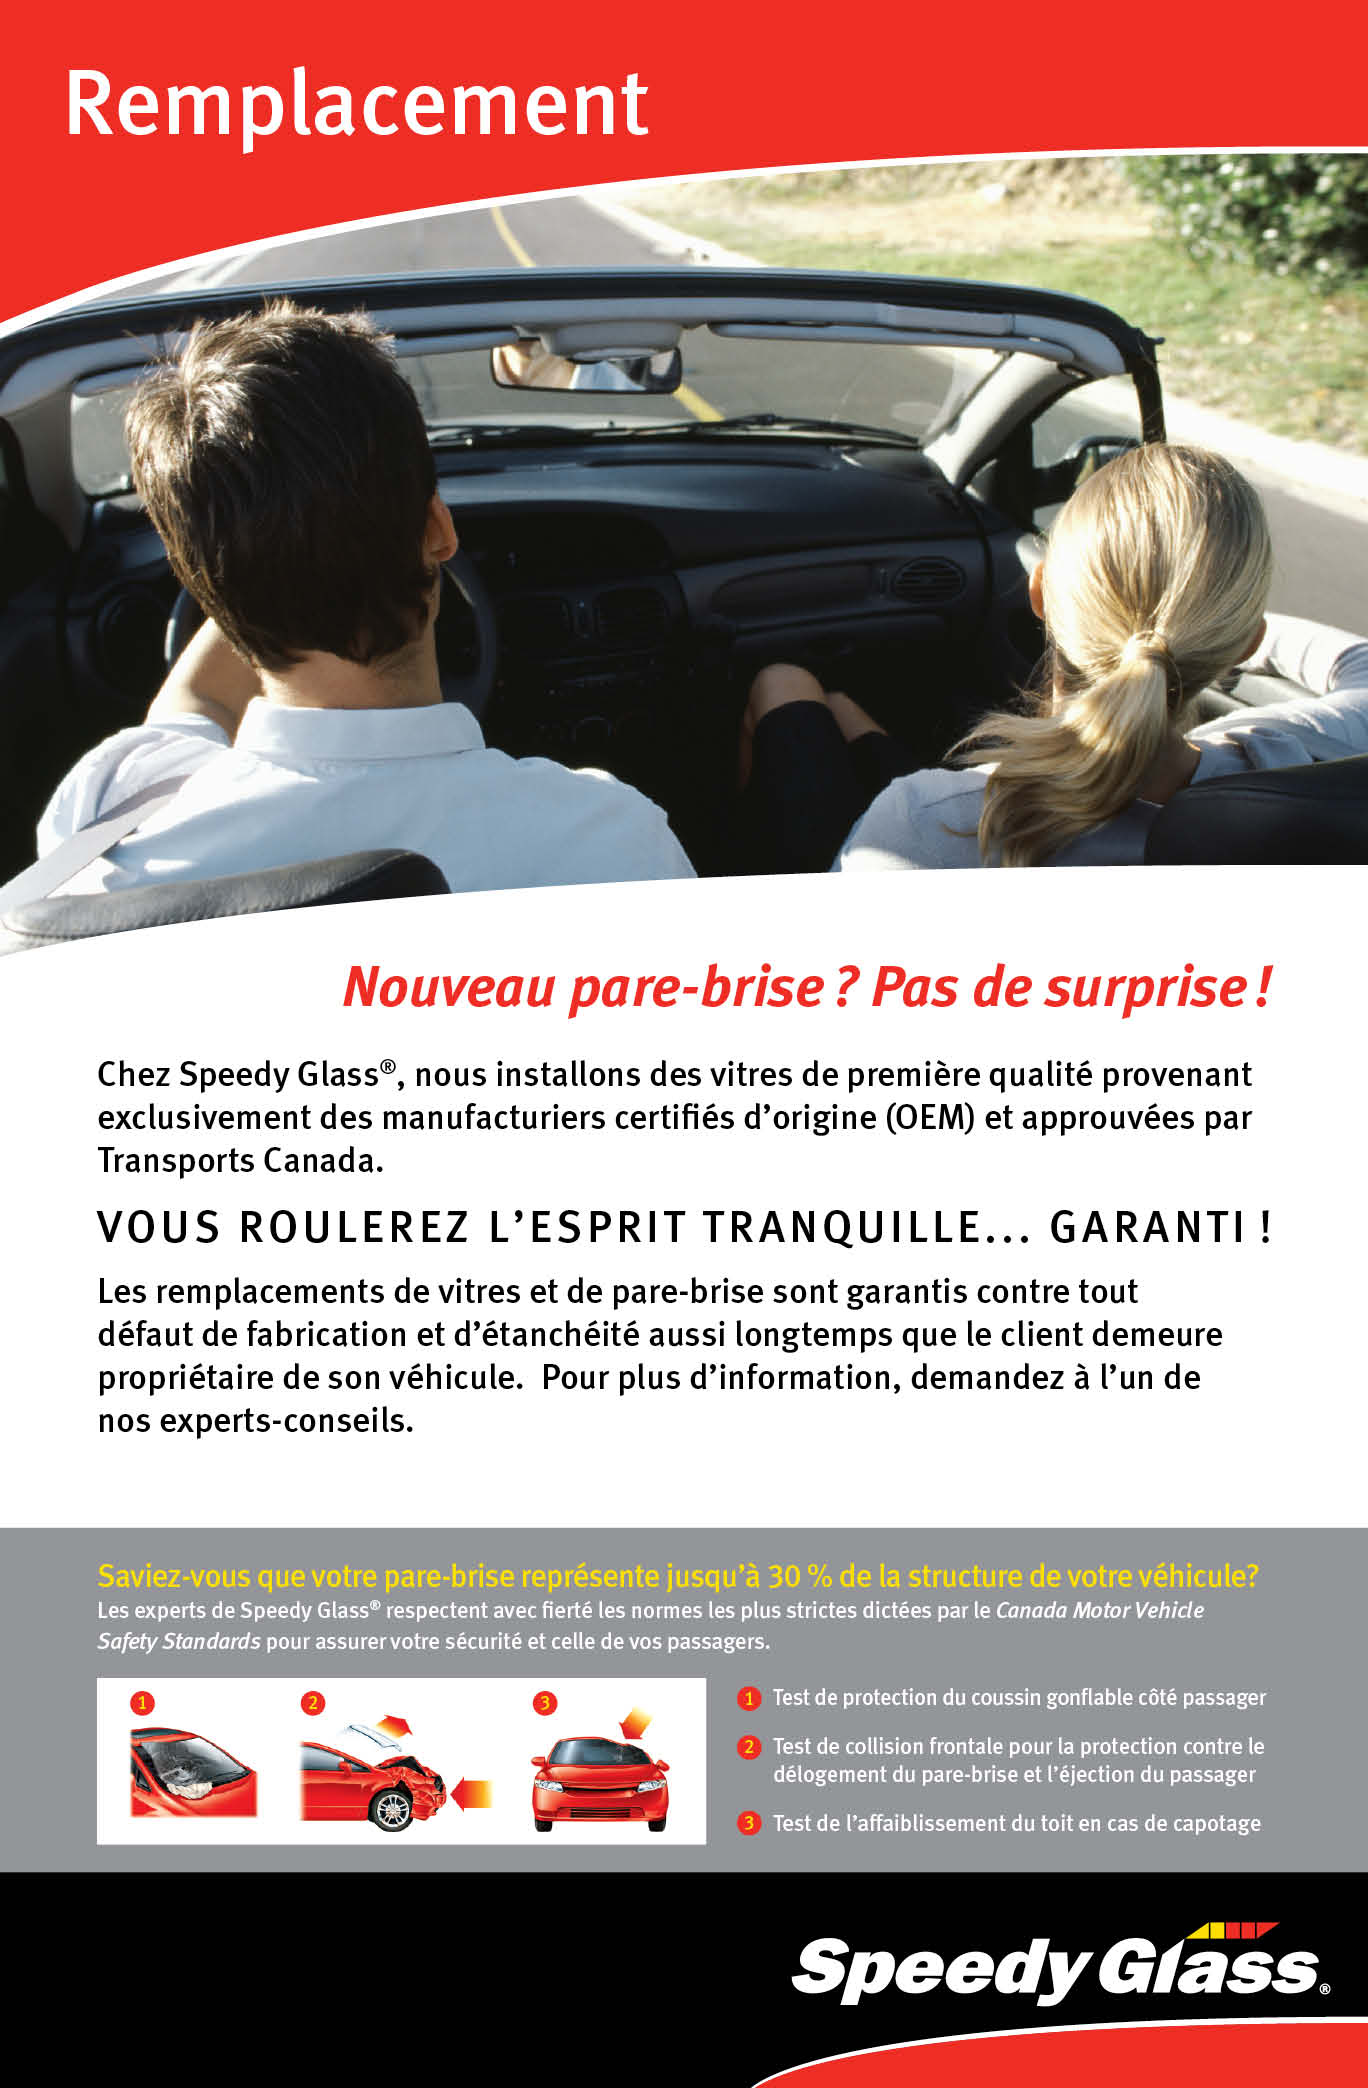 Remplacement
Nouveau pare-brise ? Pas de surprise !
Chez Speedy Glass®, nous installons des vitres de première qualité provenant
exclusivement des manufacturiers certifiés d’origine (OEM) et approuvées par
Transports Canada.
VOUS ROULEREZ L’ESPRIT TRANQUILLE... GARANTI !
Les remplacements de vitres et de pare-brise sont garantis contre tout
défaut de fabrication et d’étanchéité aussi longtemps que le client demeure
propriétaire de son véhicule.  Pour plus d’information, demandez à l’un de
nos experts-conseils.
Saviez-vous que votre pare-brise représente jusqu’à 30 % de la structure de votre véhicule?
Les experts de Speedy Glass® respectent avec fierté les normes les plus strictes dictées par le Canada Motor Vehicle
Safety Standards pour assurer votre sécurité et celle de vos passagers.
1 2 3
1 Test de protection du coussin gonflable côté passager
2 Test de collision frontale pour la protection contre le
délogement du pare-brise et l’éjection du passager
3 Test de l’affaiblissement du toit en cas de capotage
Speedy Glass®